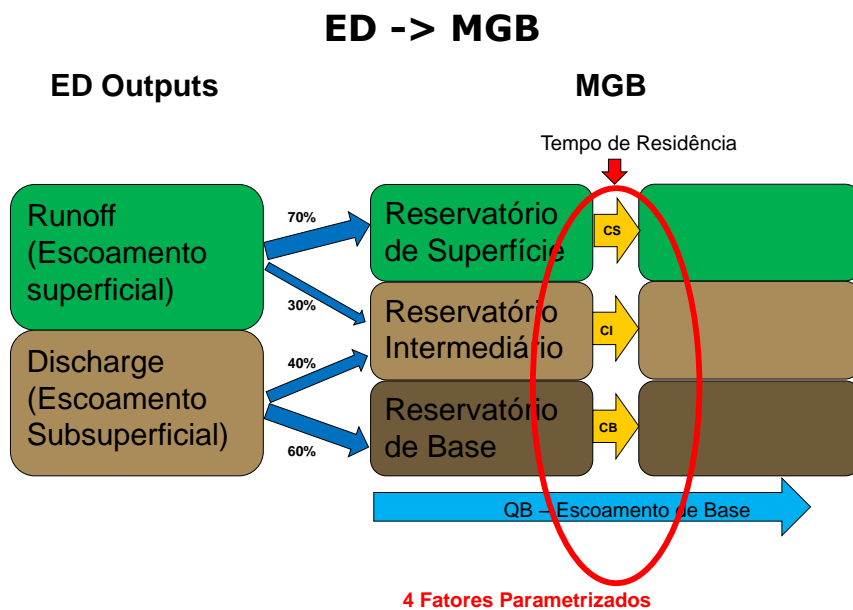 ED -> MGB
ED Outputs
MGB
Tempo de Residência
Runoff
(Escoamento
superficial)
70%
30%
Reservatório
de Superfície
CS
Reservatório
Intermediário
CI
Discharge
(Escoamento
Subsuperficial)
40%
60%
Reservatório
de Base
CB
QB – Escoamento de Base
4 Fatores Parametrizados